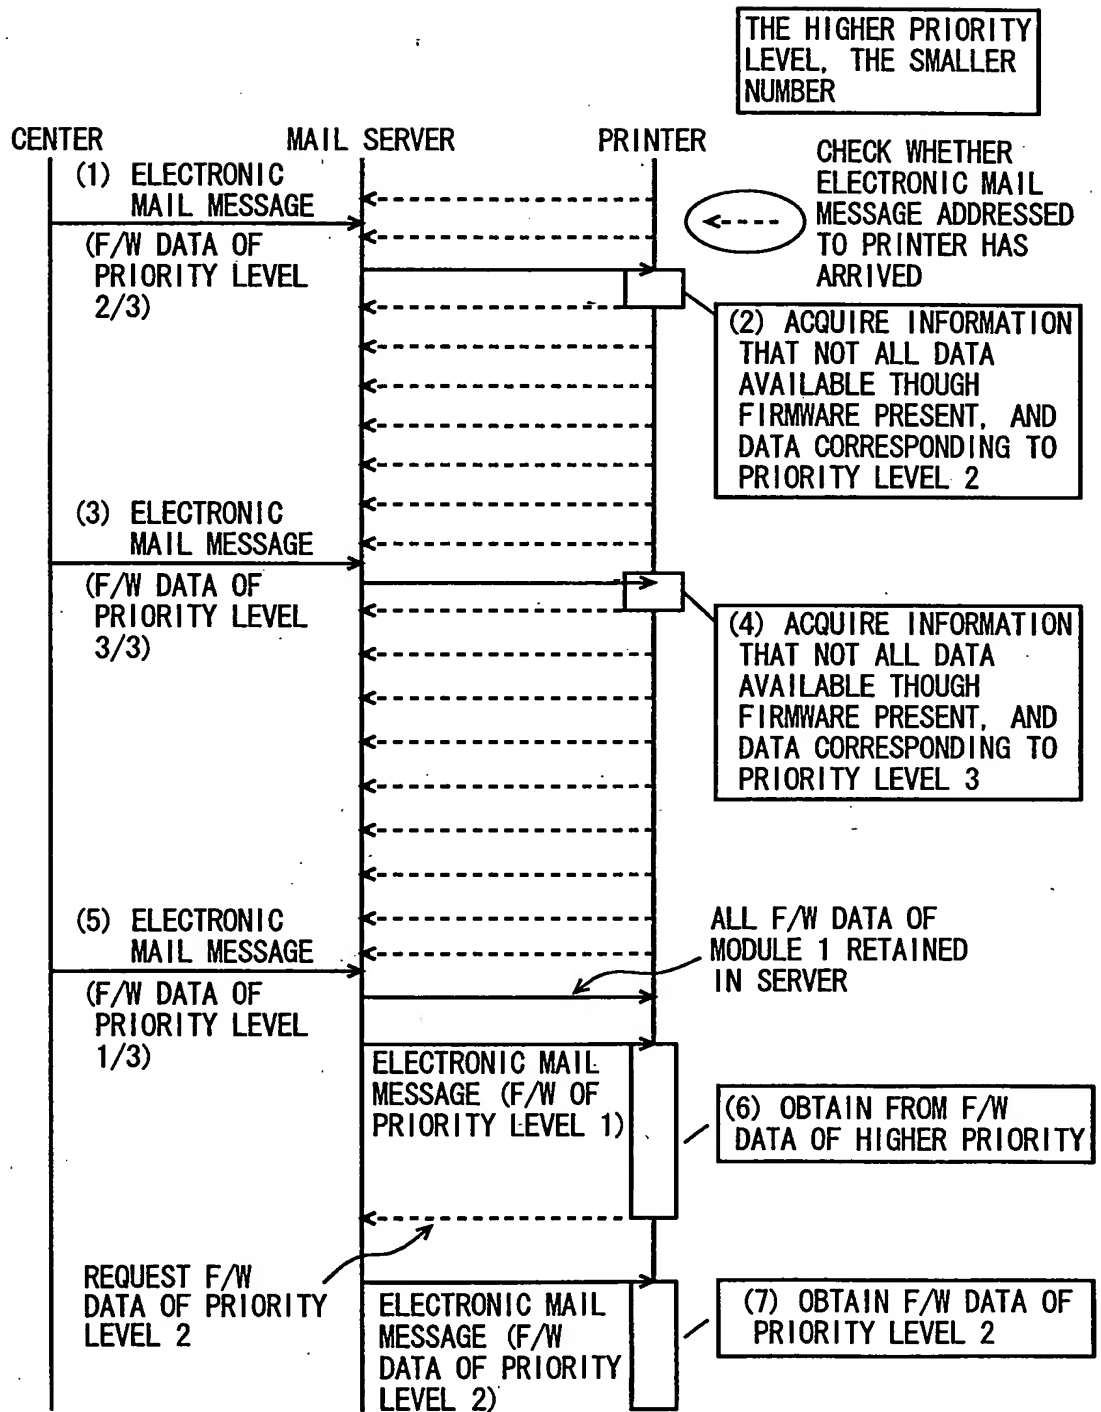 THE HIGHER PRIORITY
LEVEL, THE SMALLER
NUMBER
CENTER
MAIL SERVER
PRINTER
CHECK WHETHER
ELECTRONIC MAIL
MESSAGE ADDRESSED
TO PRINTER HAS
ARRIVED
(1) ELECTRONIC
MAIL MESSAGE
(F/W DATA OF
PRIORITY LEVEL
2/3)
(2) ACQUIRE INFORMATION
THAT NOT ALL DATA
AVAILABLE THOUGH
FIRMWARE PRESENT, AND
DATA CORRESPONDING TO
PRIORITY LEVEL 2
(3) ELECTRONIC
MAIL MESSAGE
(F/W DATA OF
PRIORITY LEVEL
3/3)
(4) ACQUIRE INFORMATION
THAT NOT ALL DATA
AVAILABLE THOUGH
FIRMWARE PRESENT, AND
DATA CORRESPONDING TO
PRIORITY LEVEL 3
(5) ELECTRONIC
MAIL MESSAGE
(F/W DATA OF
PRIORITY LEVEL
1/3)
ALL F/W DATA OF
MODULE 1 RETAINED
IN SERVER
ELECTRONIC MAIL
MESSAGE (F/W OF
PRIORITY LEVEL 1)
(6) OBTAIN FROM F/W
DATA OF HIGHER PRIORITY
REQUEST F/W
DATA OF PRIORITY
LEVEL 2
ELECTRONIC MAIL
MESSAGE (F/W
DATA OF PRIORITY
LEVEL 2)
(7) OBTAIN F/W DATA OF
PRIORITY LEVEL 2